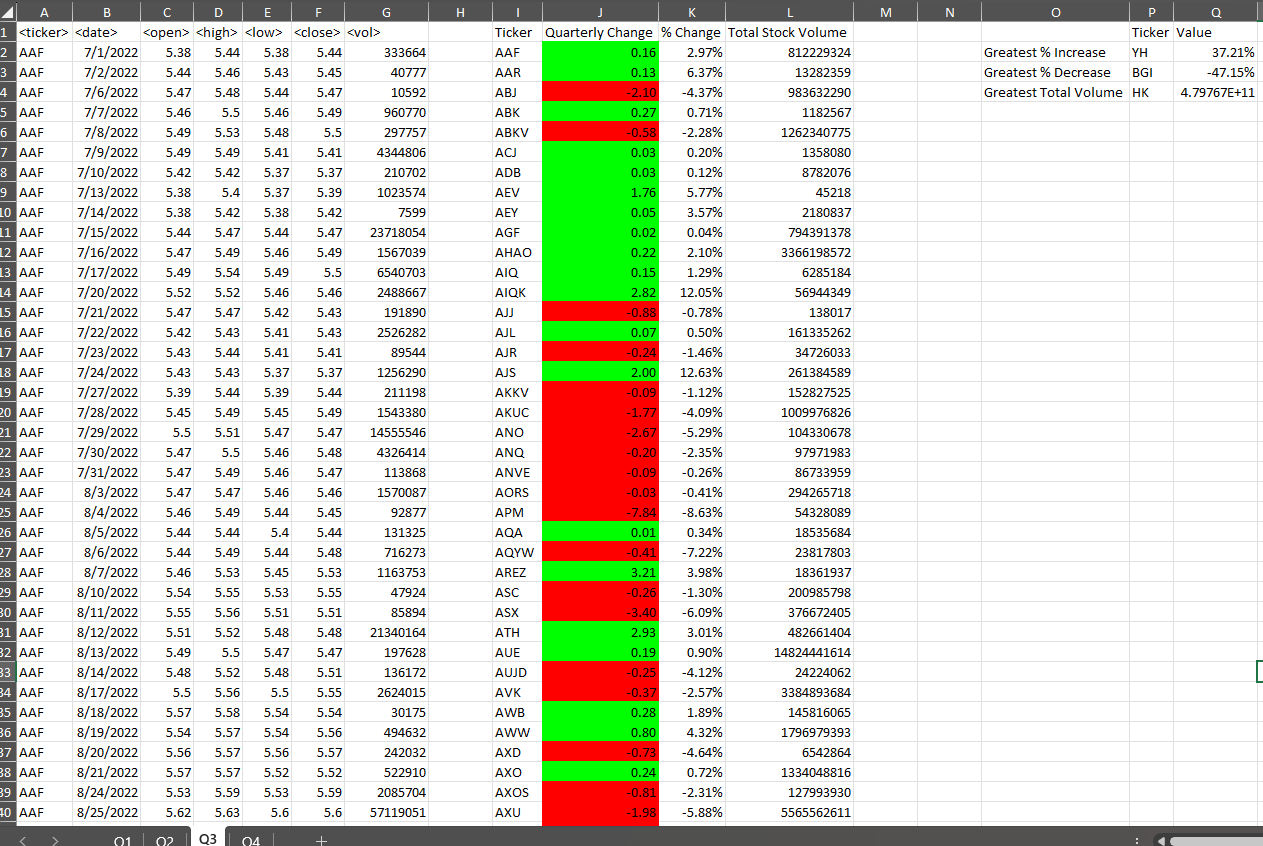 A B C D E F G H I J K L M N O P Q
1 <ticker> <date> <open> <high> <low> <close> <vol> Ticker Quarterly Change % Change Total Stock Volume Ticker Value
2 AAF 7/1/2022 5.38 5.44 5.38 5.44 333664 AAF 0.16 2.97% 812229324 Greatest % Increase YH 37.21%
3 AAF 7/2/2022 5.44 5.46 5.43 5.45 40777 AAR 0.13 6.37% 13282359 Greatest % Decrease BGI -47.15%
4 AAF 7/6/2022 5.47 5.48 5.44 5.47 10592 ABJ -2.10 -4.37% 983632290 Greatest Total Volume HK 4.79767E+11
5 AAF 7/7/2022 5.46 5.5 5.46 5.49 960770 ABK 0.27 0.71% 1182567
6 AAF 7/8/2022 5.49 5.53 5.48 5.5 297757 ABKV -0.58 -2.28% 1262340775
7 AAF 7/9/2022 5.49 5.49 5.41 5.41 4344806 ACJ 0.03 0.20% 1358080
8 AAF 7/10/2022 5.42 5.42 5.37 5.37 210702 ADB 0.03 0.12% 8782076
9 AAF 7/13/2022 5.38 5.4 5.37 5.39 1023574 AEV 1.76 5.77% 45218
10 AAF 7/14/2022 5.38 5.42 5.38 5.42 7599 AEY 0.05 3.57% 2180837
11 AAF 7/15/2022 5.44 5.47 5.44 5.47 23718054 AGF 0.02 0.04% 794391378
12 AAF 7/16/2022 5.47 5.49 5.46 5.49 1567039 AHAO 0.22 2.10% 3366198572
13 AAF 7/17/2022 5.49 5.54 5.49 5.5 6540703 AIQ 0.15 1.29% 6285184
14 AAF 7/20/2022 5.52 5.52 5.46 5.46 2488667 AIQK 2.82 12.05% 56944349
15 AAF 7/21/2022 5.47 5.47 5.42 5.43 191890 AJJ -0.88 -0.78% 138017
16 AAF 7/22/2022 5.42 5.43 5.41 5.43 2526282 AJL 0.07 0.50% 161335262
17 AAF 7/23/2022 5.43 5.44 5.41 5.41 89544 AJR -0.24 -1.46% 34726033
18 AAF 7/24/2022 5.43 5.43 5.37 5.37 1256290 AJS 2.00 12.63% 261384589
19 AAF 7/27/2022 5.39 5.44 5.39 5.44 211198 AKKV -0.09 -1.12% 152827525
20 AAF 7/28/2022 5.45 5.49 5.45 5.49 1543380 AKUC -1.77 -4.09% 1009976826
21 AAF 7/29/2022 5.5 5.51 5.47 5.47 14555546 ANO -2.67 -5.29% 104330678
22 AAF 7/30/2022 5.47 5.5 5.46 5.48 4326414 ANQ -0.20 -2.35% 97971983
23 AAF 7/31/2022 5.47 5.49 5.46 5.47 113868 ANVE -0.09 -0.26% 86733959
24 AAF 8/3/2022 5.47 5.47 5.46 5.46 1570087 AORS -0.03 -0.41% 294265718
25 AAF 8/4/2022 5.46 5.49 5.44 5.45 92877 APM -7.84 -8.63% 54328089
26 AAF 8/5/2022 5.44 5.44 5.4 5.44 131325 AQA 0.01 0.34% 18535684
27 AAF 8/6/2022 5.44 5.49 5.44 5.48 716273 AQYW -0.41 -7.22% 23817803
28 AAF 8/7/2022 5.46 5.53 5.45 5.53 1163753 AREZ 3.21 3.98% 18361937
29 AAF 8/10/2022 5.54 5.55 5.53 5.55 47924 ASC -0.26 -1.30% 200985798
30 AAF 8/11/2022 5.55 5.56 5.51 5.51 85894 ASX -3.40 -6.09% 376672405
31 AAF 8/12/2022 5.51 5.52 5.48 5.48 21340164 ATH 2.93 3.01% 482661404
32 AAF 8/13/2022 5.49 5.5 5.47 5.47 197628 AUE 0.19 0.90% 14824441614
33 AAF 8/14/2022 5.48 5.52 5.48 5.51 136172 AUJD -0.25 -4.12% 24224062
34 AAF 8/17/2022 5.5 5.56 5.5 5.55 2624015 AVK -0.37 -2.57% 3384893684
35 AAF 8/18/2022 5.57 5.58 5.54 5.54 30175 AWB 0.28 1.89% 145816065
36 AAF 8/19/2022 5.54 5.57 5.54 5.56 494632 AWW 0.80 4.32% 1796979393
37 AAF 8/20/2022 5.56 5.57 5.56 5.57 242032 AXD -0.73 -4.64% 6542864
38 AAF 8/21/2022 5.57 5.57 5.52 5.52 522910 AXO 0.24 0.72% 1334048816
39 AAF 8/24/2022 5.53 5.59 5.53 5.59 2085704 AXOS -0.81 -2.31% 127993930
40 AAF 8/25/2022 5.62 5.63 5.6 5.6 57119051 AXU -1.98 -5.88% 5565562611
Q1 Q2 Q3 Q4